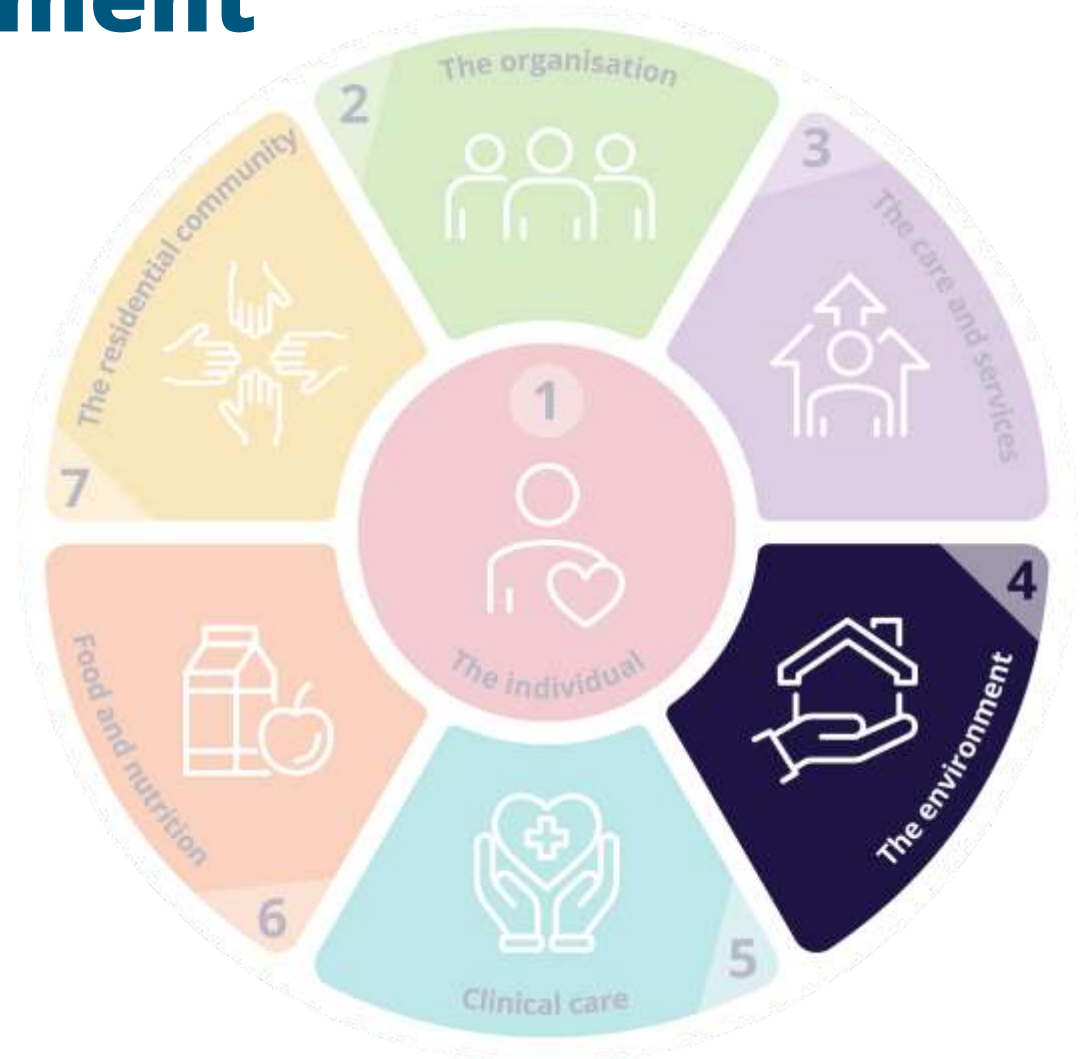 ment
1
The individual
2
The organisation
3
The care and services
4
The environment
5
Clinical care
6
Food and nutrition
7
The residential community